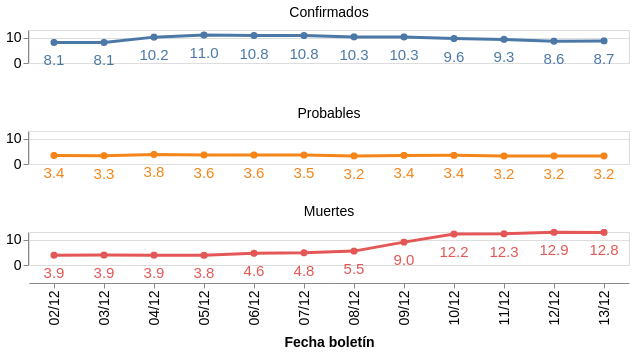 Confirmados
10
0
8.1 8.1 10.2 11.0 10.8 10.8 10.3 10.3 9.6 9.3 8.6 8.7
Probables
10
0
3.4 3.3 3.8 3.6 3.6 3.5 3.2 3.4 3.4 3.2 3.2 3.2
Muertes
10
0
3.9 3.9 3.9 3.8 4.6 4.8 5.5 9.0 12.2 12.3 12.9 12.8
02/12 03/12 04/12 05/12 06/12 07/12 08/12 09/12 10/12 11/12 12/12 13/12
Fecha boletín